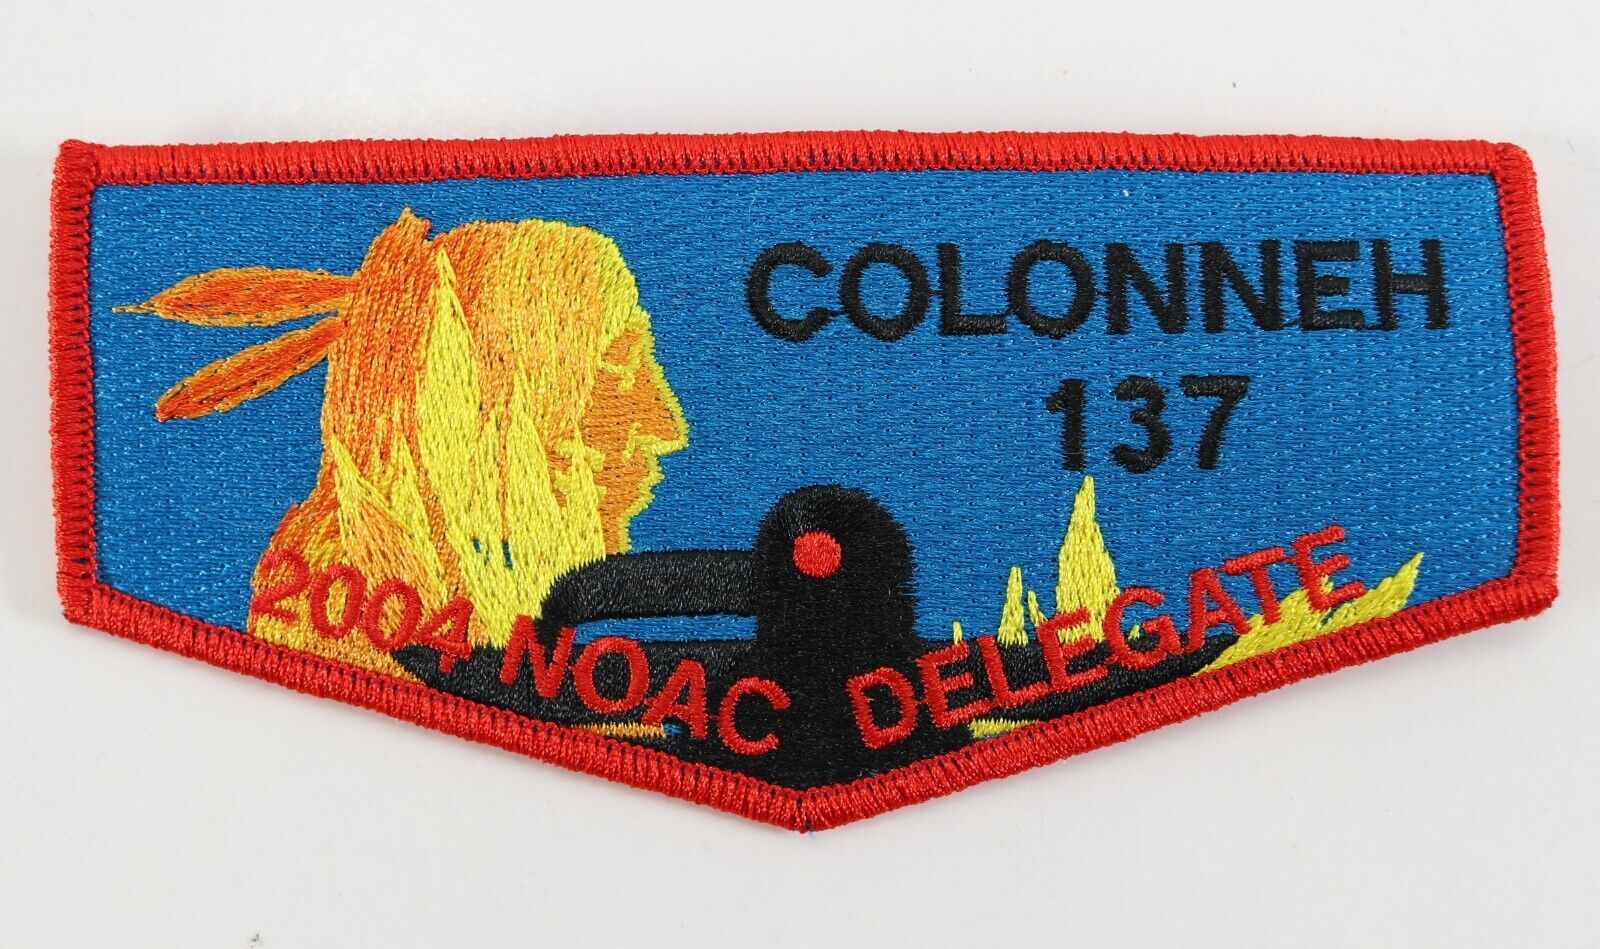 COLONNEH
137
2004 NOAC DELEGATE